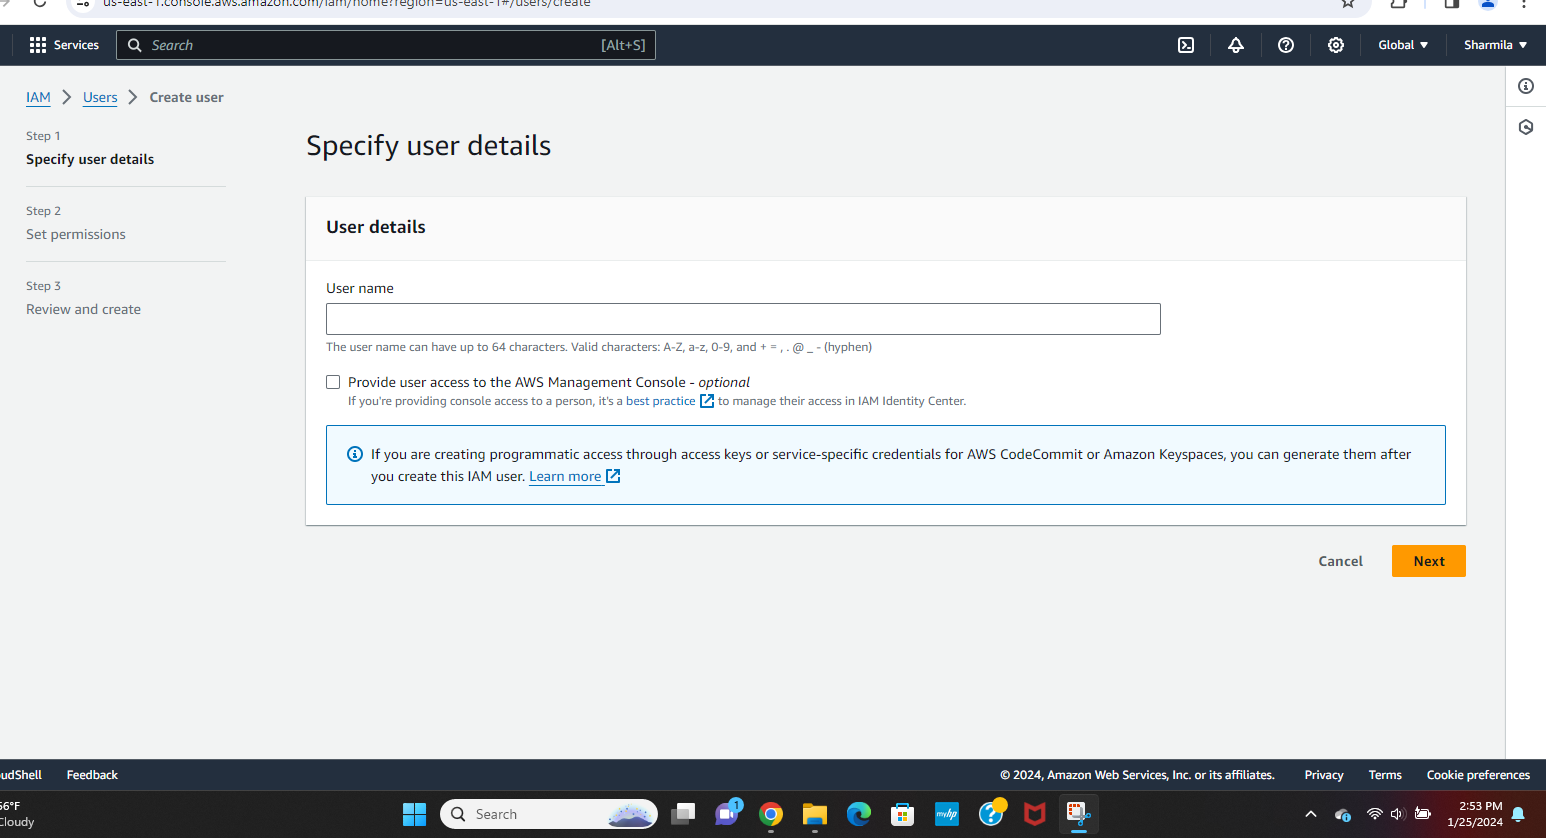 us-east-1.console.aws.amazon.com/iam/home?region=us-east-1#/users/create
Services
Search
[Alt+S]
Global
Sharmila
IAM
Users
Create user
Step 1
Specify user details
Step 2
Set permissions
Step 3
Review and create
Specify user details
User details
User name
The user name can have up to 64 characters. Valid characters: A-Z, a-z, 0-9, and + = , . @ _ - (hyphen)
Provide user access to the AWS Management Console - optional
If you're providing console access to a person, it's a best practice to manage their access in IAM Identity Center.
If you are creating programmatic access through access keys or service-specific credentials for AWS CodeCommit or Amazon Keyspaces, you can generate them after
you create this IAM user. Learn more
Cancel
Next
oudShell
Feedback
© 2024, Amazon Web Services, Inc. or its affiliates.
Privacy
Terms
Cookie preferences
56°F
Cloudy
Search
1
myhp
2:53 PM
1/25/2024